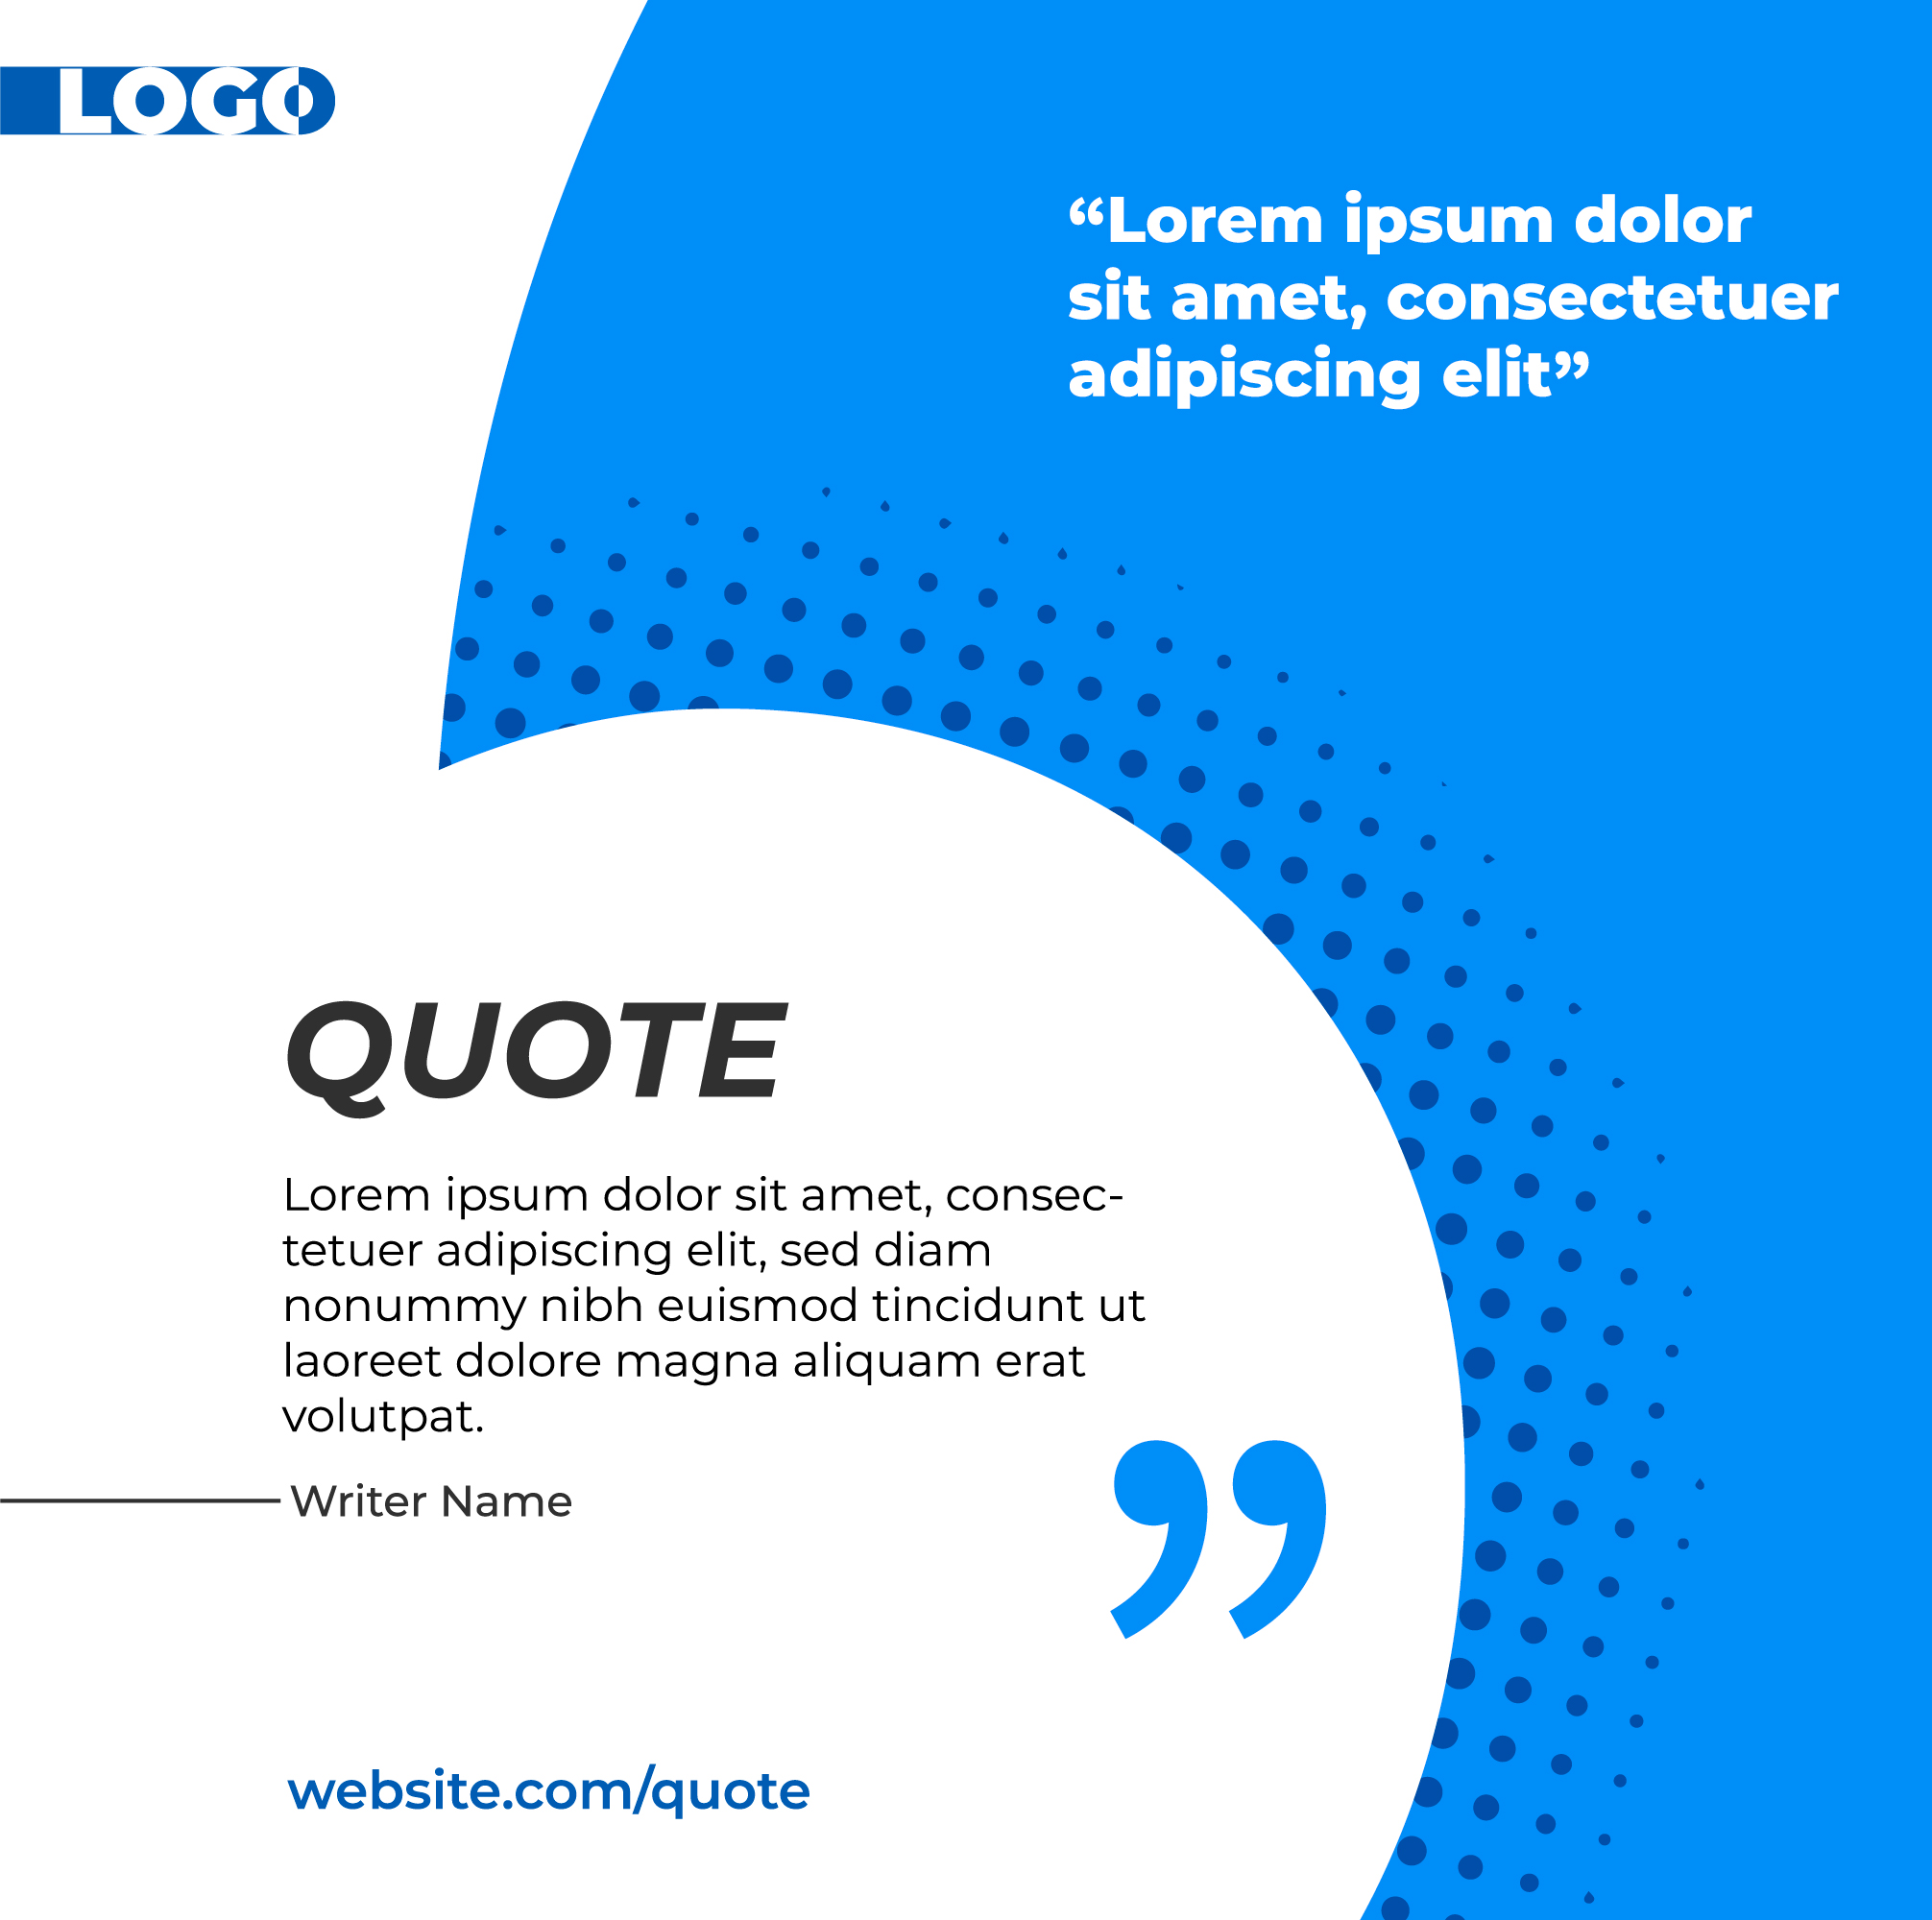 LOGO
“Lorem ipsum dolor
sit amet, consectetuer
adipiscing elit”
QUOTE
Lorem ipsum dolor sit amet, consec-
tetuer adipiscing elit, sed diam
nonummy nibh euismod tincidunt ut
laoreet dolore magna aliquam erat
volutpat.
Writer Name
”
website.com/quote